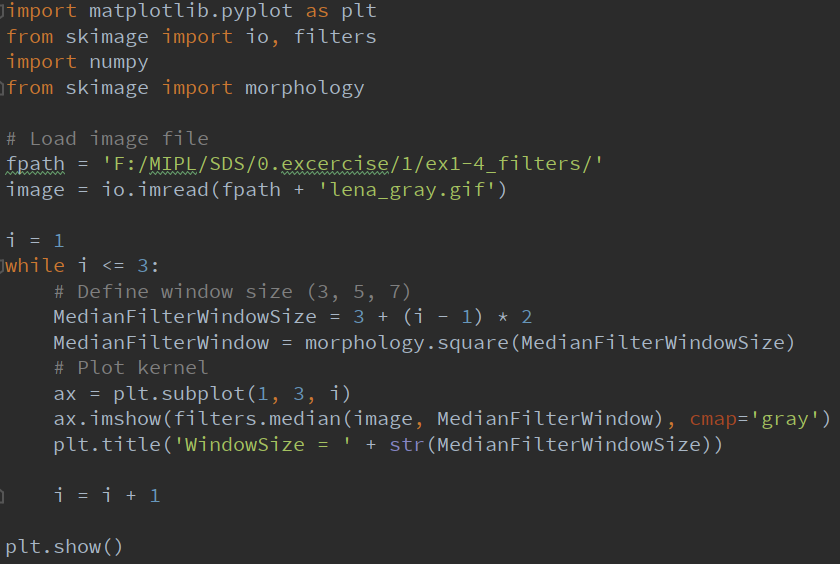 import matplotlib.pyplot as plt
from skimage import io, filters
import numpy
from skimage import morphology
# Load image file
fpath = 'F:/MIPL/SDS/0.excercise/1/ex1-4_filters/'
image = io.imread(fpath + 'lena_gray.gif')
i = 1
while i <= 3:
    # Define window size (3, 5, 7)
    MedianFilterWindowSize = 3 + (i - 1) * 2
    MedianFilterWindow = morphology.square(MedianFilterWindowSize)
    # Plot kernel
    ax = plt.subplot(1, 3, i)
    ax.imshow(filters.median(image, MedianFilterWindow), cmap='gray')
    plt.title('WindowSize = ' + str(MedianFilterWindowSize))
    i = i + 1
plt.show()